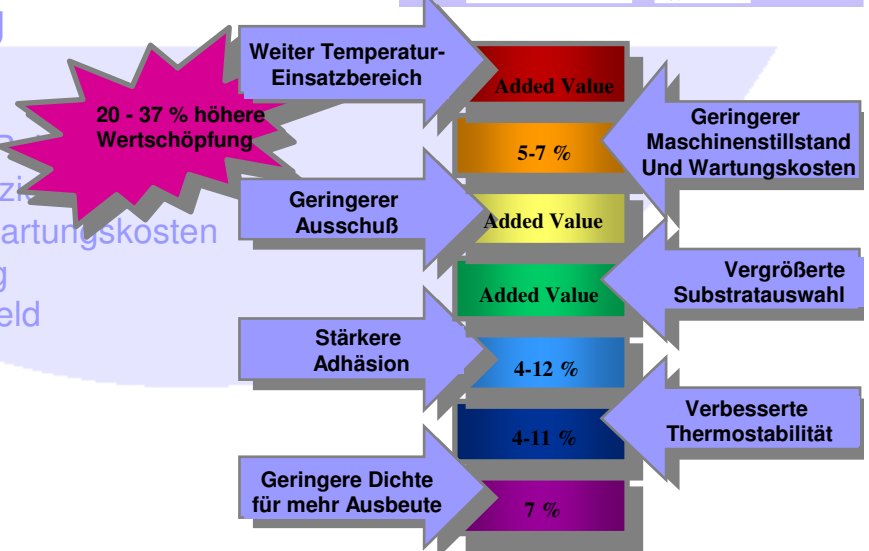 Weiter Temperatur-
Einsatzbereich
Added Value
20 - 37 % höhere
Wertschöpfung
Geringerer
Maschinenstillstand
Und Wartungskosten
5-7 %
Geringerer
Ausschuß
Added Value
artungskosten
Vergrößerte
Substratauswahl
Added Value
eld
Stärkere
Adhäsion
4-12 %
Verbesserte
Thermostabilität
4-11 %
Geringere Dichte
für mehr Ausbeute
7 %